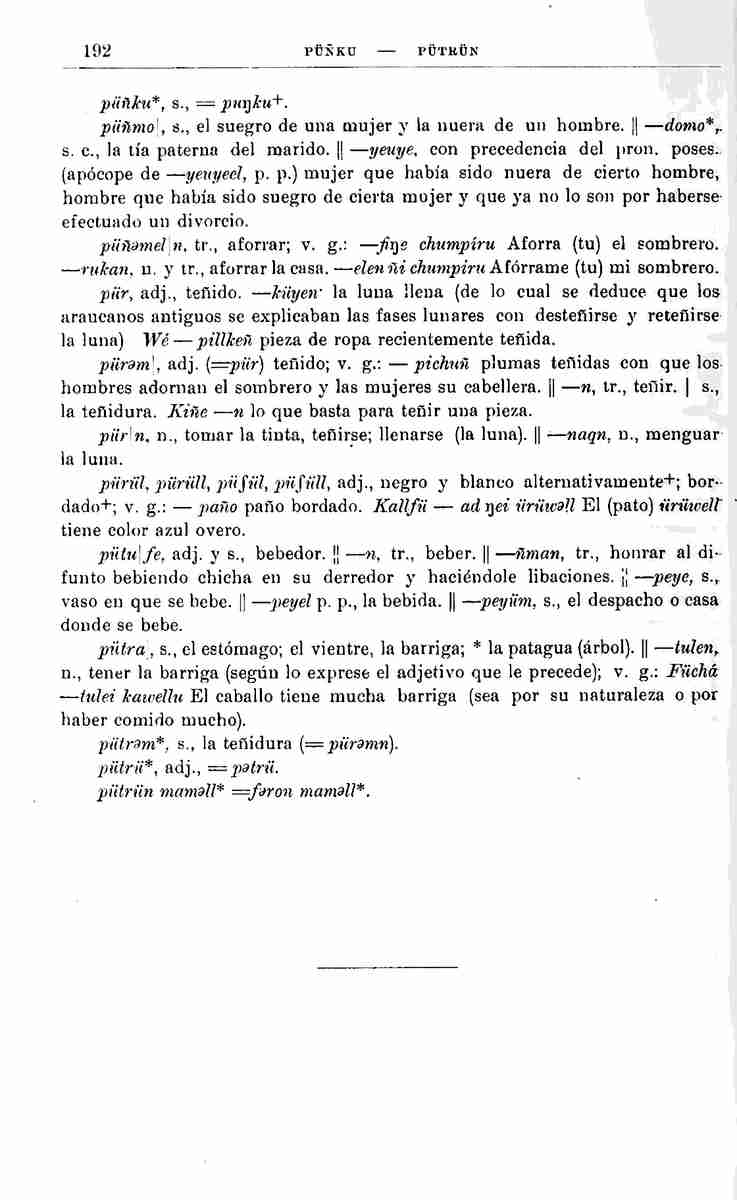 192 PÜÑKU — PÜTRÜN
püñku*, s., = puŋku+.
püñmo|, s., el suegro de una mujer y la nuera de un hombre. || —domo*,
s. c., la tía paterna del marido. || —yeuye, con precedencia del pron. poses.
(apócope de —yeuyeel, p. p.) mujer que había sido nuera de cierto hombre,
hombre que había sido suegro de cierta mujer y que ya no lo son por haberse
efectuado un divorcio.
püñəmel|n, tr., aforrar; v. g.: —fiŋe chumpíru Aforra (tu) el sombrero.
—rukan, n. y tr., aforrar la casa. —elen ñi chumpiru Afórrame (tu) mi sombrero.
pür, adj., teñido. —küyen· la luna llena (de lo cual se deduce que los
araucanos antiguos se explicaban las fases lunares con desteñirse y reteñirse
la luna) Wé — pillkeñ pieza de ropa recientemente teñida.
pürəm|, adj. (=pür) teñido; v. g.: — pichuñ plumas teñidas con que los
hombres adornan el sombrero y las mujeres su cabellera. || —n, tr., teñir. | s.,
la teñidura. Kiñe —n lo que basta para teñir una pieza.
pür|n, n., tomar la tinta, teñirse; llenarse (la luna). || —naqn, n., menguar
la luna.
pürül, pürüll, püʃül, püʃüll, adj., negro y blanco alternativamente+; bor-
dado+; v. g.: — paño paño bordado. Kallfü — ad ŋei ürüwəll El (pato) ürüwell
tiene color azul overo.
pütu|fe, adj. y s., bebedor. || —n, tr., beber. || —ñman, tr., honrar al di-
funto bebiendo chicha en su derredor y haciéndole libaciones. || —peye, s.,
vaso en que se bebe. || —peyel p. p., la bebida. || —peyüm, s., el despacho o casa
donde se bebe.
pütra|, s., el estómago; el vientre, la barriga; * la patagua (árbol). || —tulen,
n., tener la barriga (según lo exprese el adjetivo que le precede); v. g.: Füchá
—tulei kawellu El caballo tiene mucha barriga (sea por su naturaleza o por
haber comido mucho).
pütrəm*, s., la teñidura (=pürəmn).
pütrü*, adj., =pətrü.
pütrün maməll* =fəron maməll*.